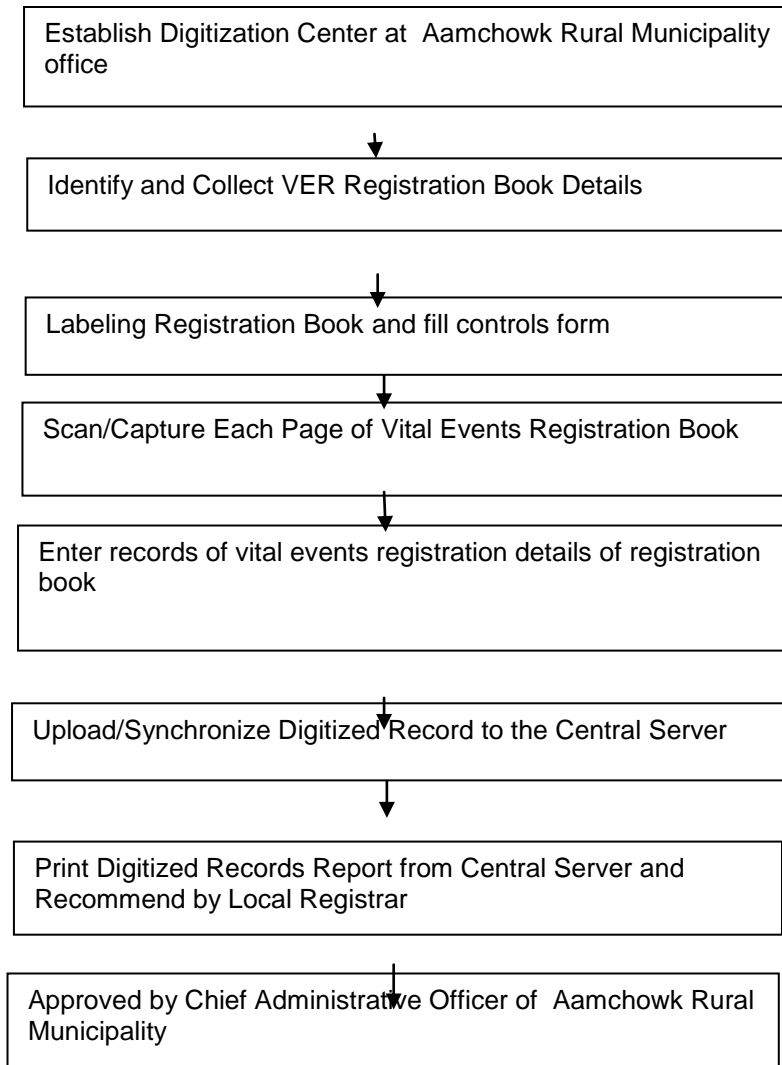 Establish Digitization Center at  Aamchowk Rural Municipality
office
Identify and Collect VER Registration Book Details
Labeling Registration Book and fill controls form
Scan/Capture Each Page of Vital Events Registration Book
Enter records of vital events registration details of registration
book
Upload/Synchronize Digitized Record to the Central Server
Print Digitized Records Report from Central Server and
Recommend by Local Registrar
Approved by Chief Administrative Officer of  Aamchowk Rural
Municipality